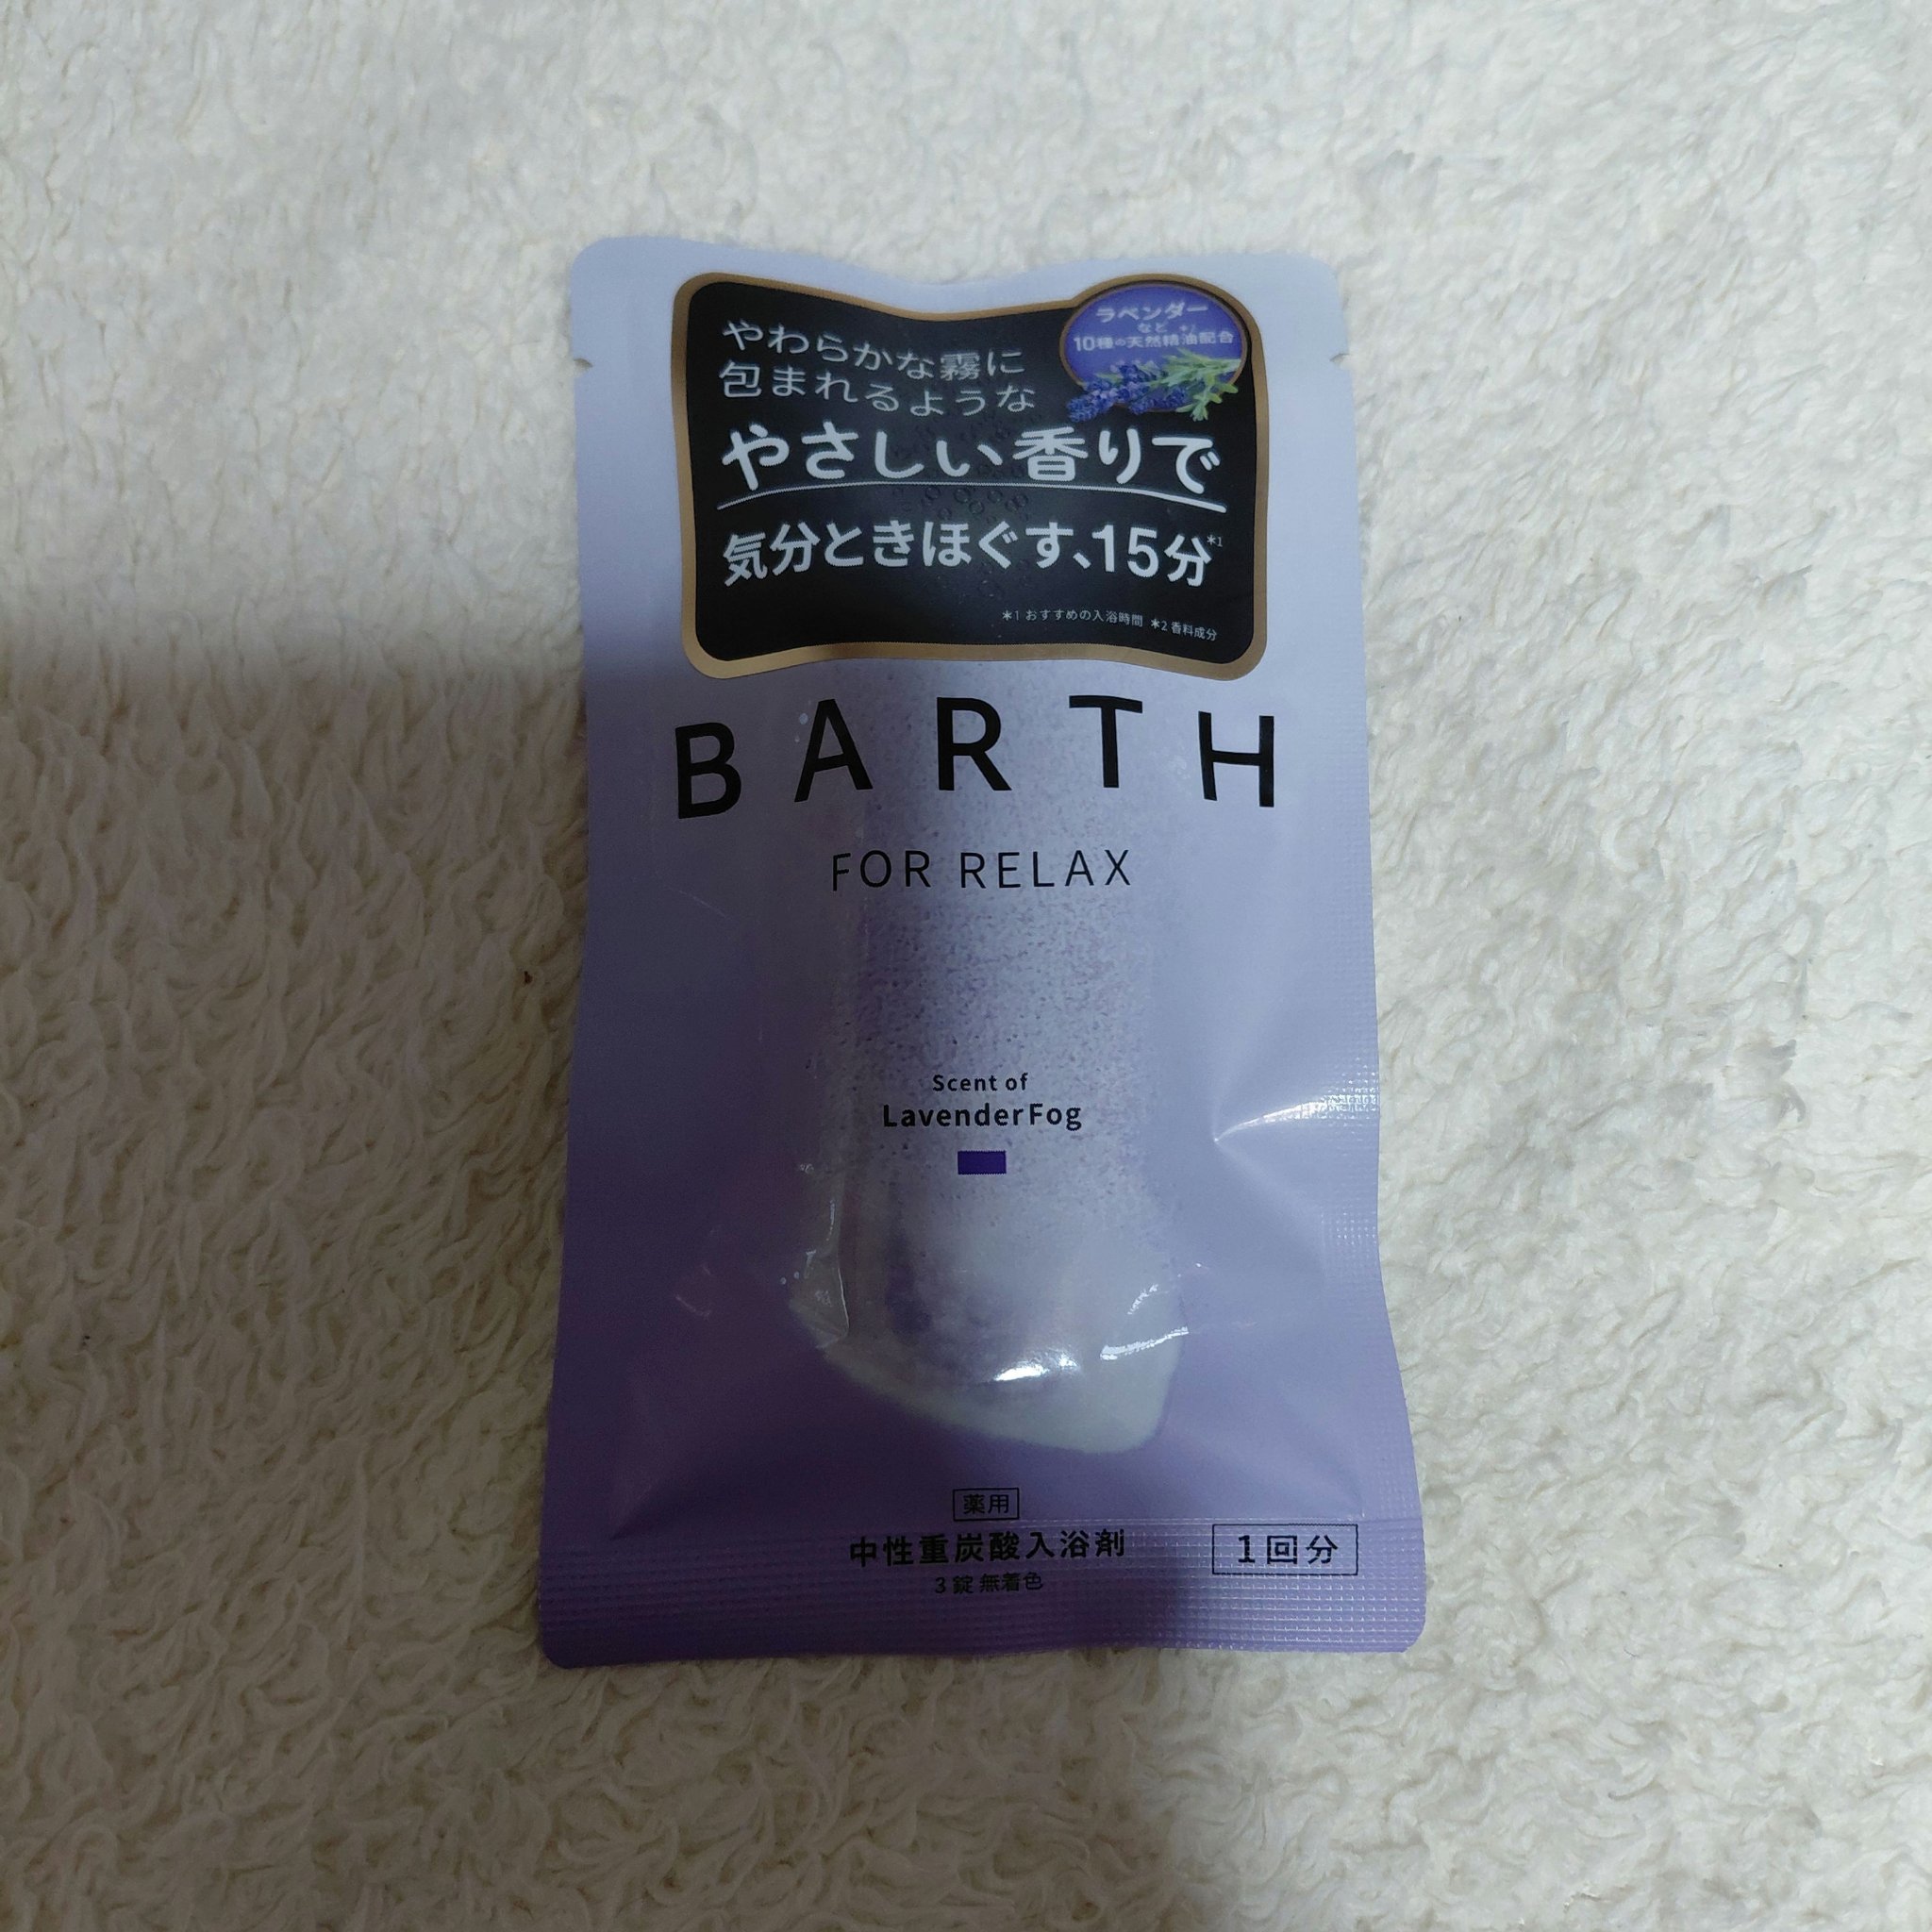 やわらかな霧に
包まれるような
やさしい香りで
気分ときほぐす、15分*1
*1 おすすめの入浴時間 *2 香料成分
ラベンダー
など *2
10種の天然精油配合
BARTH
FOR RELAX
Scent of
LavenderFog
薬用
中性重炭酸入浴剤
3錠 無着色
1回分